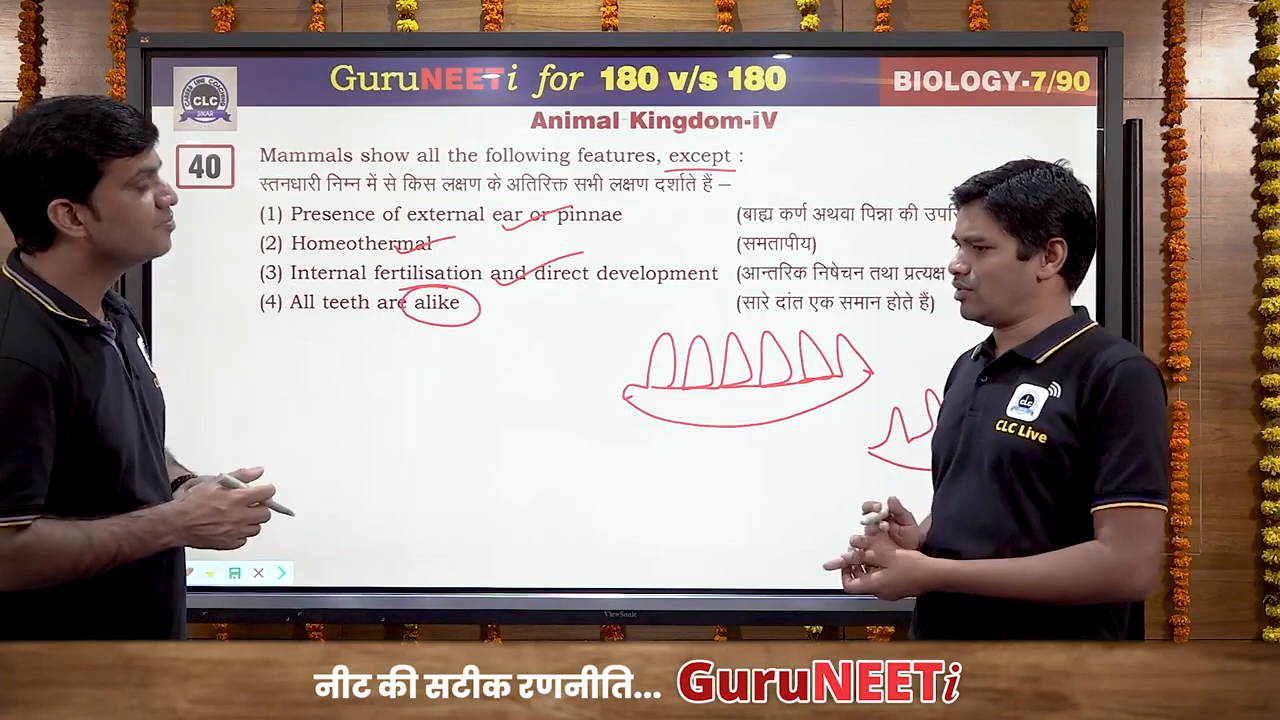 GuruNEETi for 180 v/s 180
BIOLOGY-7/90
CLC
SIKAR
Animal Kingdom-iV
40
Mammals show all the following features, except :
स्तनधारी निम्न में से किस लक्षण के अतिरिक्त सभी लक्षण दर्शाते हैं –
(1) Presence of external ear or pinnae (बाह्य कर्ण अथवा पिन्ना की
(2) Homeothermal (समतापीय)
(3) Internal fertilisation and direct development (आन्तरिक निषेचन तथा प्रत्यक्ष
(4) All teeth are alike (सारे दांत एक समान होते हैं)
CLC
CLC Live
ViewSonic
नीट की सटीक रणनीति... GuruNEETi